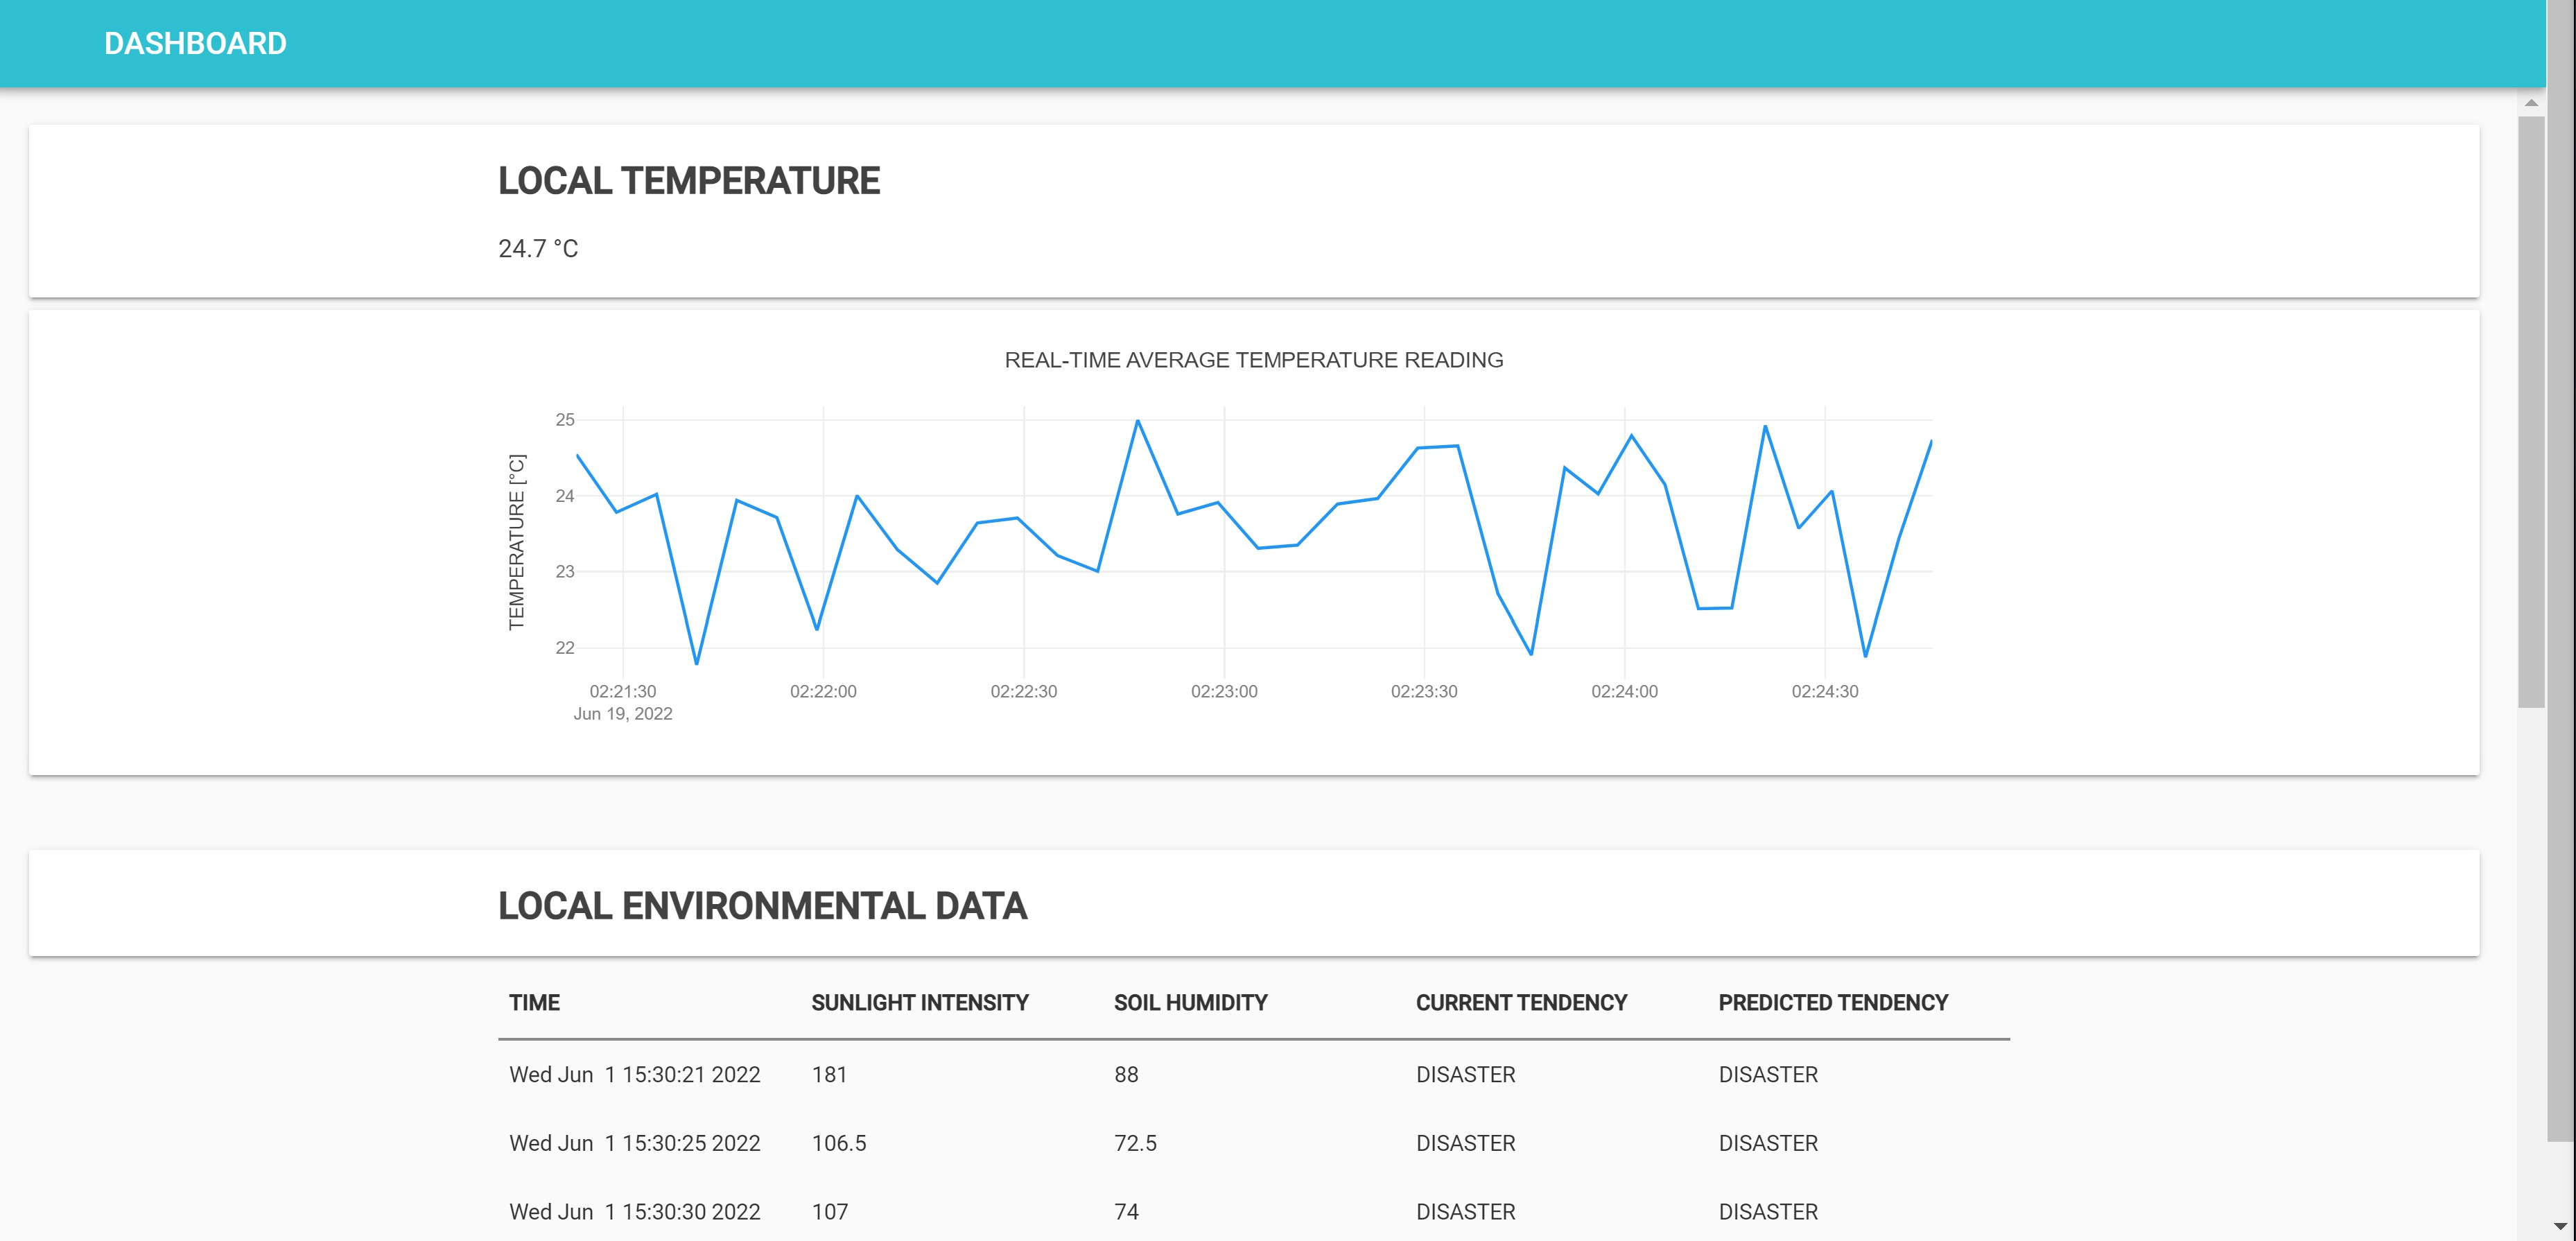 DASHBOARD
LOCAL TEMPERATURE
24.7 °C
REAL-TIME AVERAGE TEMPERATURE READING
TEMPERATURE [°C]
25
24
23
22
02:21:30 02:22:00 02:22:30 02:23:00 02:23:30 02:24:00 02:24:30
Jun 19, 2022
LOCAL ENVIRONMENTAL DATA
TIME SUNLIGHT INTENSITY SOIL HUMIDITY CURRENT TENDENCY PREDICTED TENDENCY
Wed Jun 1 15:30:21 2022 181 88 DISASTER DISASTER
Wed Jun 1 15:30:25 2022 106.5 72.5 DISASTER DISASTER
Wed Jun 1 15:30:30 2022 107 74 DISASTER DISASTER